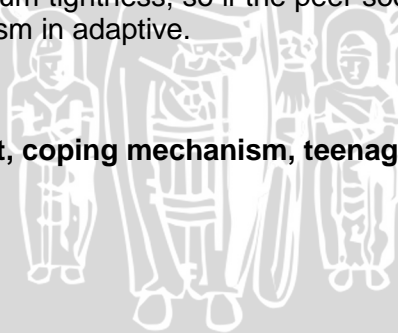 um tightness, so if the peer soc
sm in adaptive.
t, coping mechanism, teenag